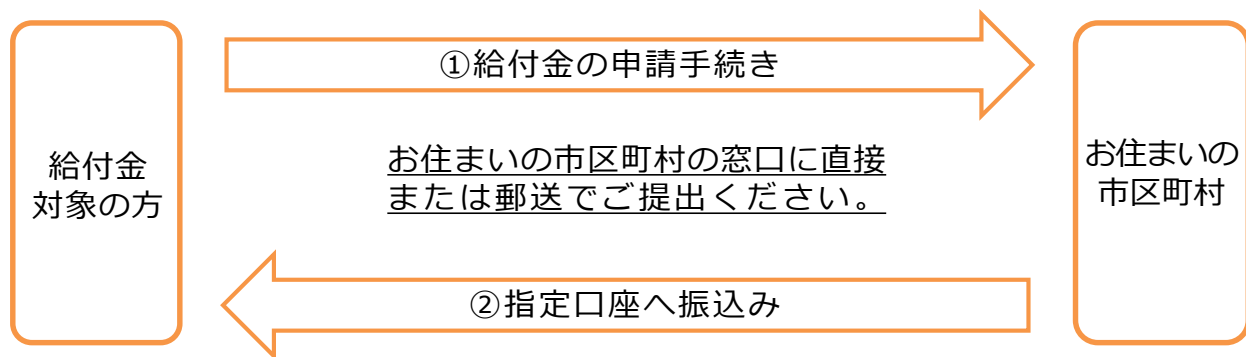 ①給付金の申請手続き
給付金
対象の方
お住まいの市区町村の窓口に直接
または郵送でご提出ください。
お住まいの
市区町村
②指定口座へ振込み